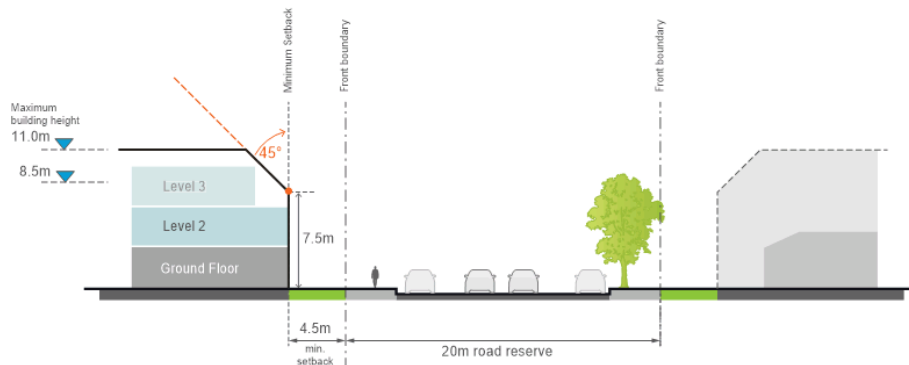 Minimum Setback
Front boundary
Front boundary
Maximum
building height
11.0m
8.5m
45°
Level 3
Level 2
Ground Floor
7.5m
4.5m
min.
setback
20m road reserve